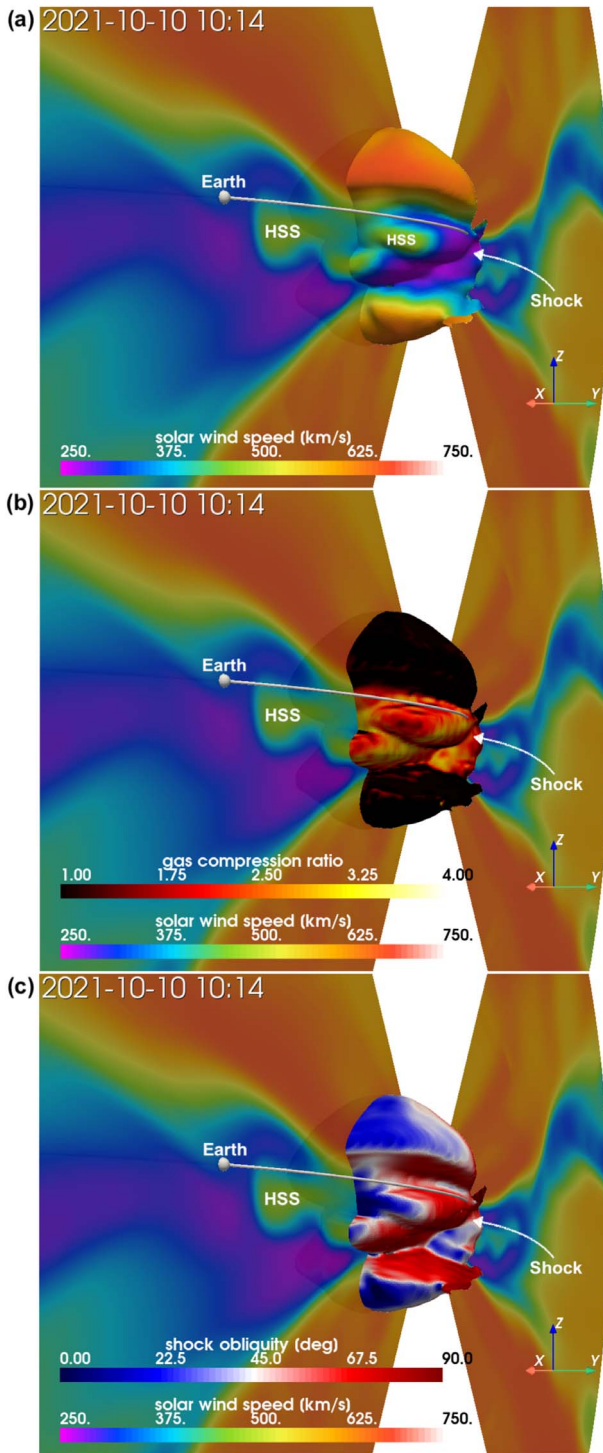 (a) 2021-10-10 10:14
Earth
HSS HSS
Shock
Z
X Y
solar wind speed (km/s)
250. 375. 500. 625. 750.
(b) 2021-10-10 10:14
Earth
HSS
Shock
gas compression ratio
1.00 1.75 2.50 3.25 4.00
Z
X Y
solar wind speed (km/s)
250. 375. 500. 625. 750.
(c) 2021-10-10 10:14
Earth
HSS
Shock
shock obliquity [deg]
0.00 22.5 45.0 67.5 90.0
Z
X Y
solar wind speed (km/s)
250. 375. 500. 625. 750.